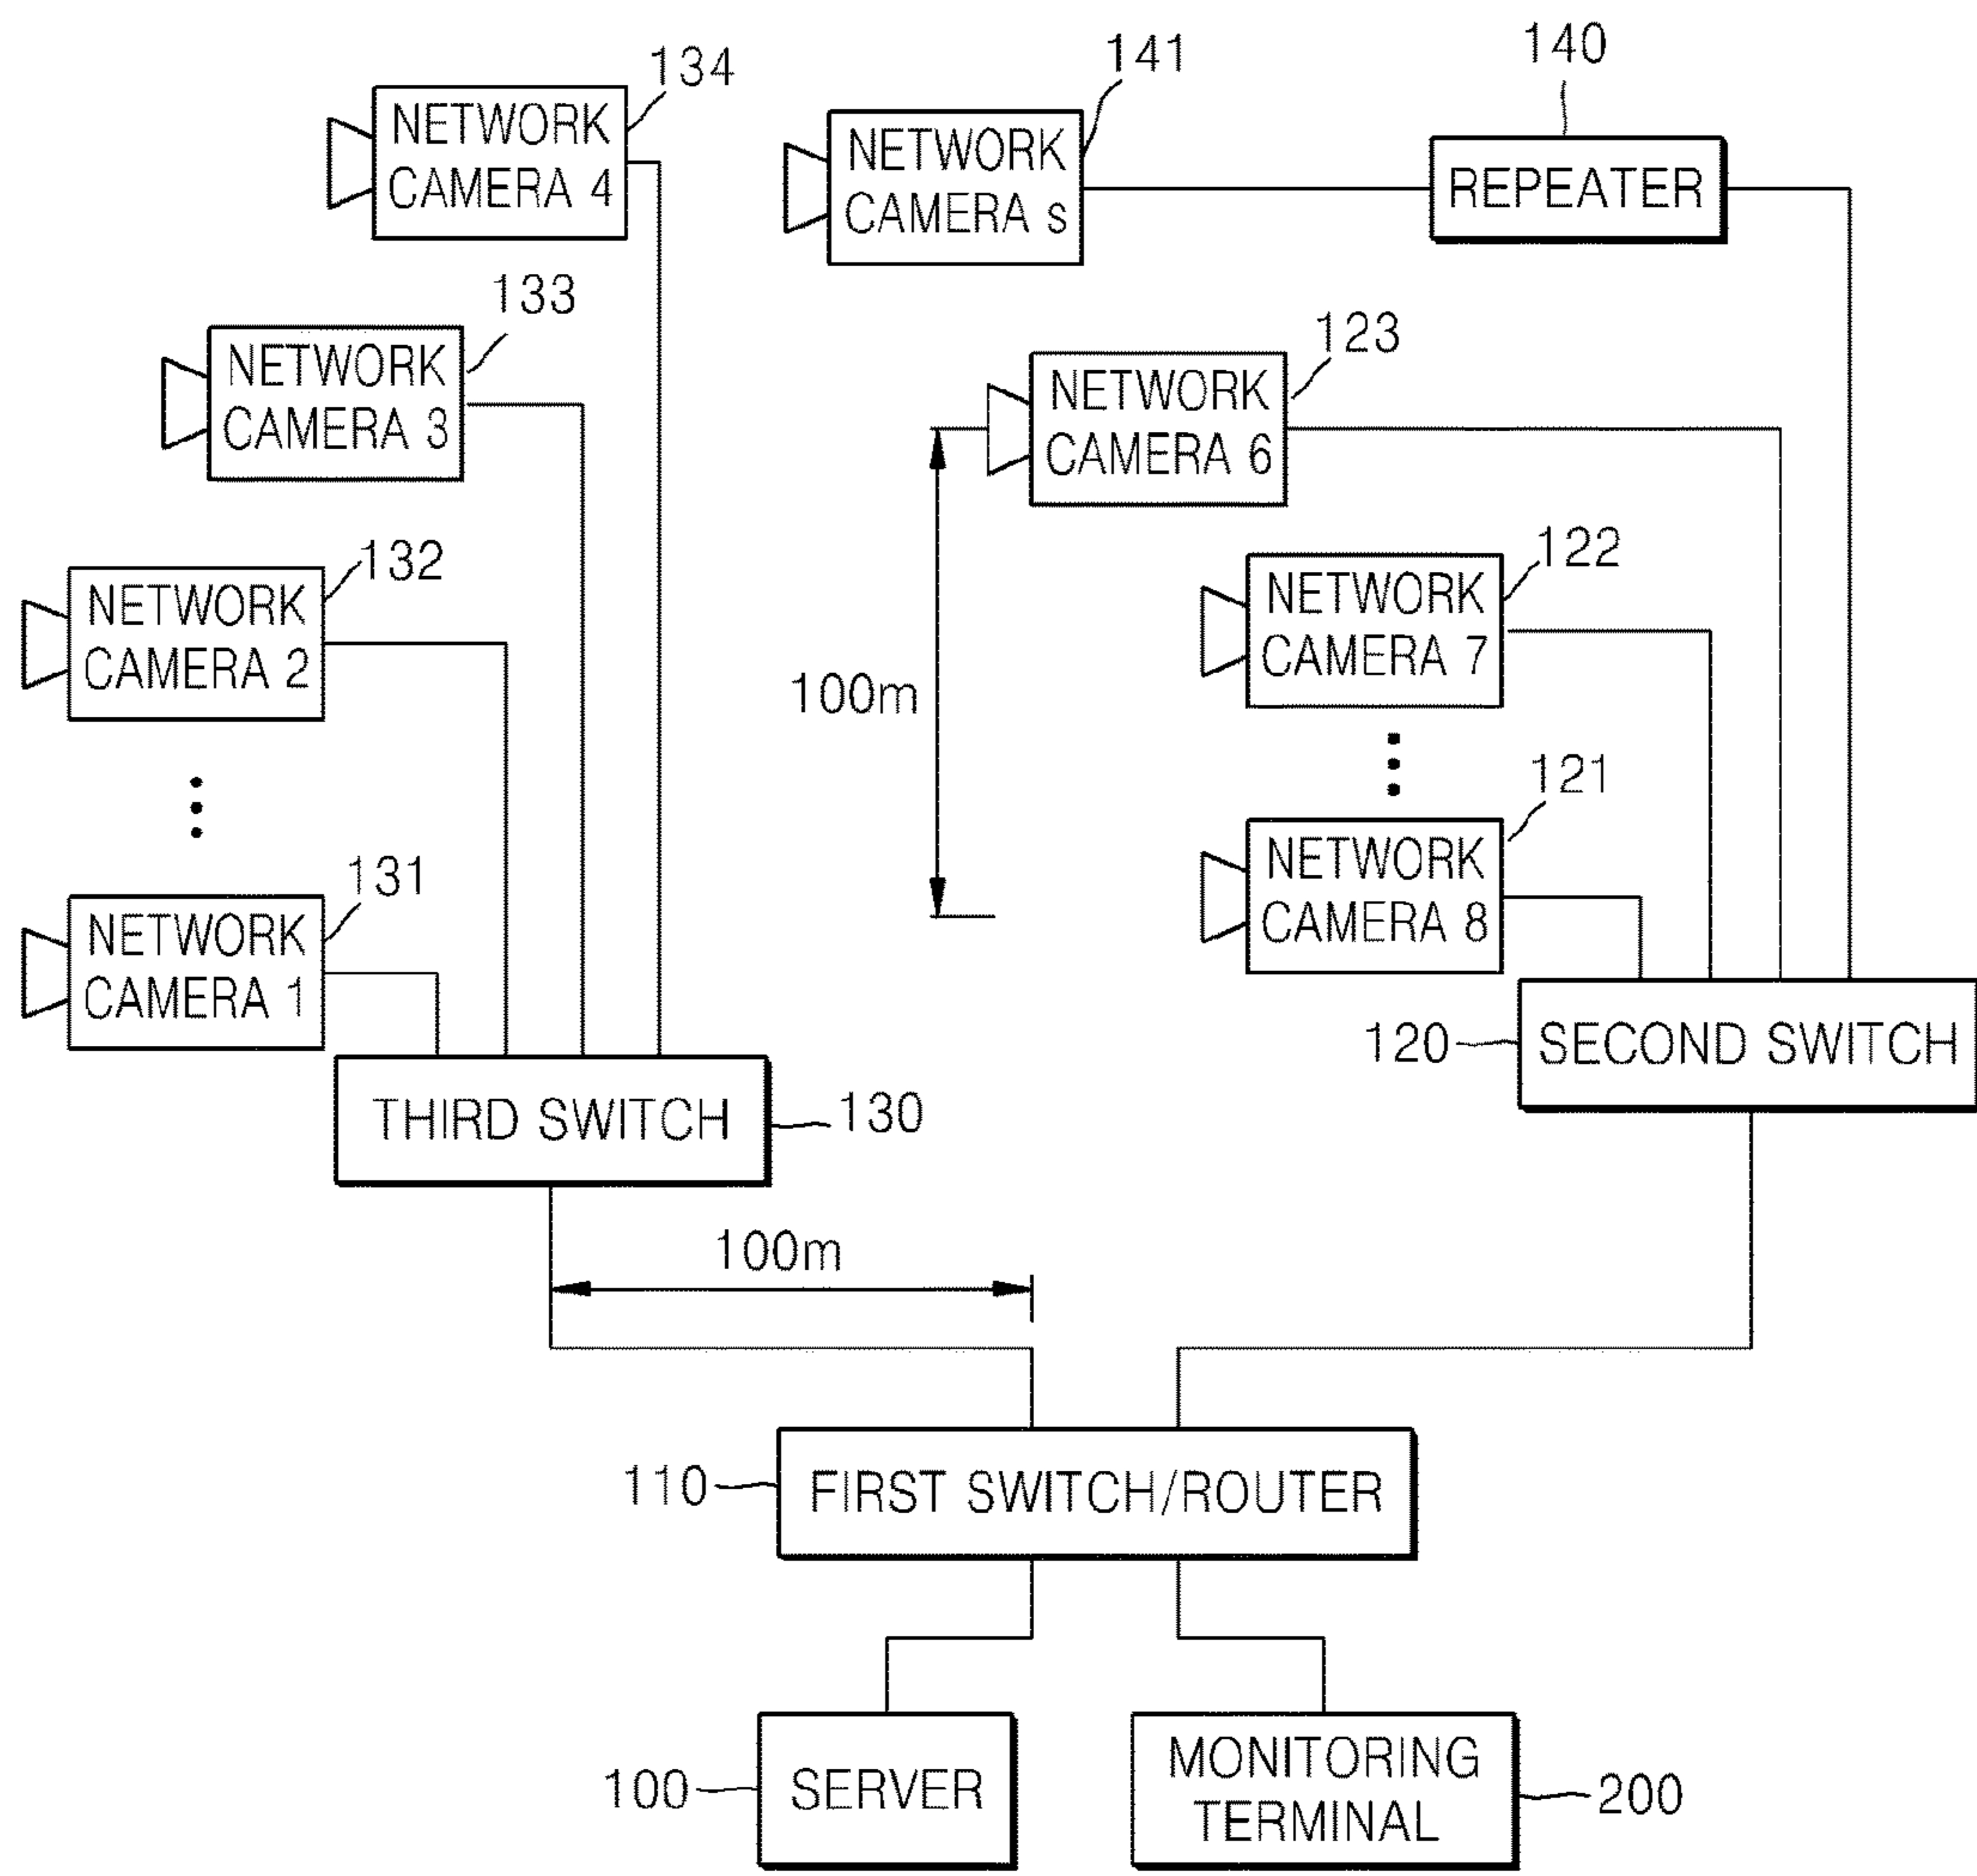 134
NETWORK
CAMERA 4
141
NETWORK
CAMERA s
140
REPEATER
133
NETWORK
CAMERA 3
123
NETWORK
CAMERA 6
132
NETWORK
CAMERA 2
122
NETWORK
CAMERA 7
100m
121
NETWORK
CAMERA 8
131
NETWORK
CAMERA 1
120
SECOND SWITCH
THIRD SWITCH
130
100m
110
FIRST SWITCH/ROUTER
100
SERVER
MONITORING
TERMINAL
200